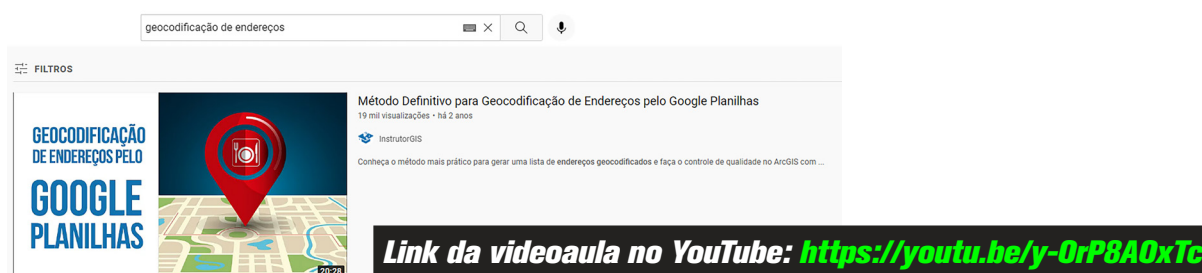 geocodificação de endereços
FILTROS
GEOCODIFICAÇÃO
DE ENDEREÇOS PELO
GOOGLE
PLANILHAS
20:28
Método Definitivo para Geocodificação de Endereços pelo Google Planilhas
19 mil visualizações • há 2 anos
InstrutorGIS
Conheça o método mais prático para gerar uma lista de endereços geocodificados e faça o controle de qualidade no ArcGIS com ...
Link da videoaula no YouTube: https://youtu.be/y-OrP8AOxTc